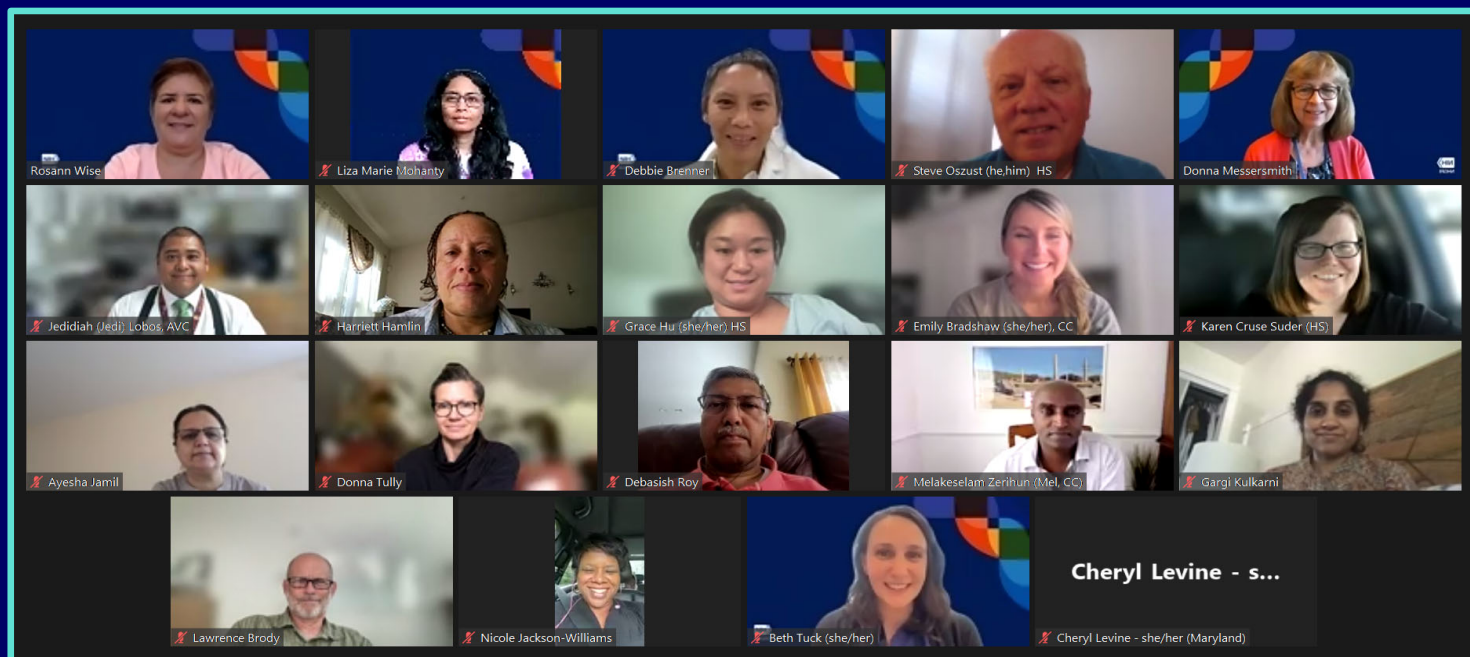 Rosann Wise
Liza Marie Mohanty
Debbie Brenner
Steve Oszust (he,him) HS
Donna Messersmith
Jedidiah (Jedi) Lobos, AVC
Harriett Hamlin
Grace Hu (she/her) HS
Emily Bradshaw (she/her), CC
Karen Cruse Suder (HS)
Ayesha Jamil
Donna Tully
Debasish Roy
Melakeselam Zerihun (Mel, CC)
Gargi Kulkarni
Cheryl Levine - s...
Lawrence Brody
Nicole Jackson-Williams
Beth Tuck (she/her)
Cheryl Levine - she/her (Maryland)